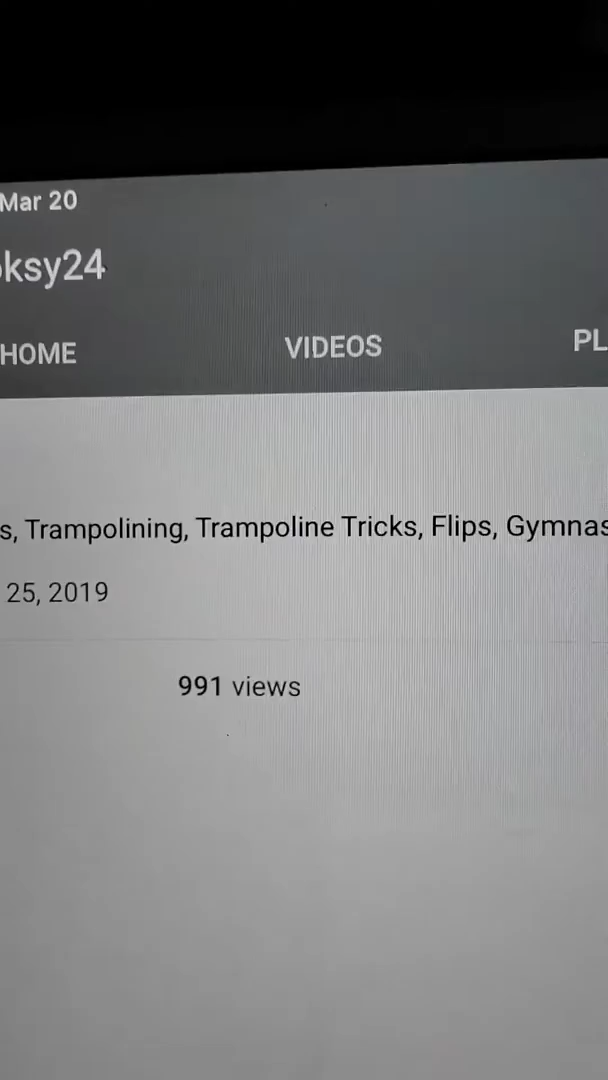 Mar 20
ksy24
HOME VIDEOS PL
s, Trampolining, Trampoline Tricks, Flips, Gymnas
25, 2019
991 views